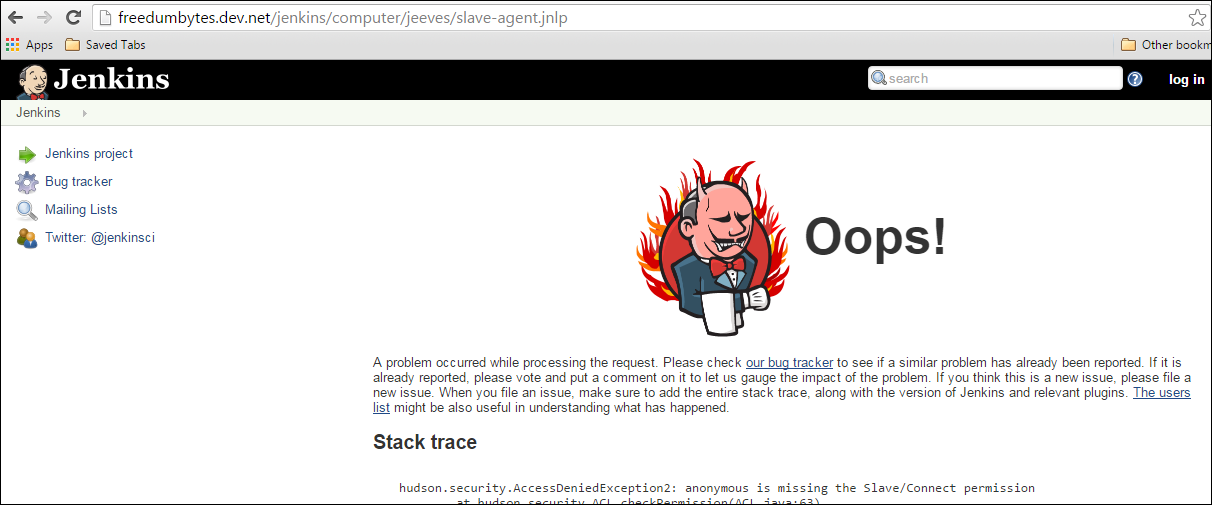 freedumbytes.dev.net/jenkins/computer/jeeves/slave-agent.jnlp
Apps Saved Tabs Other bookm
Jenkins search ? log in
Jenkins
Jenkins project
Bug tracker
Mailing Lists
Twitter: @jenkinsci
Oops!
A problem occurred while processing the request. Please check our bug tracker to see if a similar problem has already been reported. If it is
already reported, please vote and put a comment on it to let us gauge the impact of the problem. If you think this is a new issue, please file a
new issue. When you file an issue, make sure to add the entire stack trace, along with the version of Jenkins and relevant plugins. The users
list might be also useful in understanding what has happened.
Stack trace
hudson.security.AccessDeniedException2: anonymous is missing the Slave/Connect permission
at hudson.security.ACL.checkPermission(ACL.java:63)